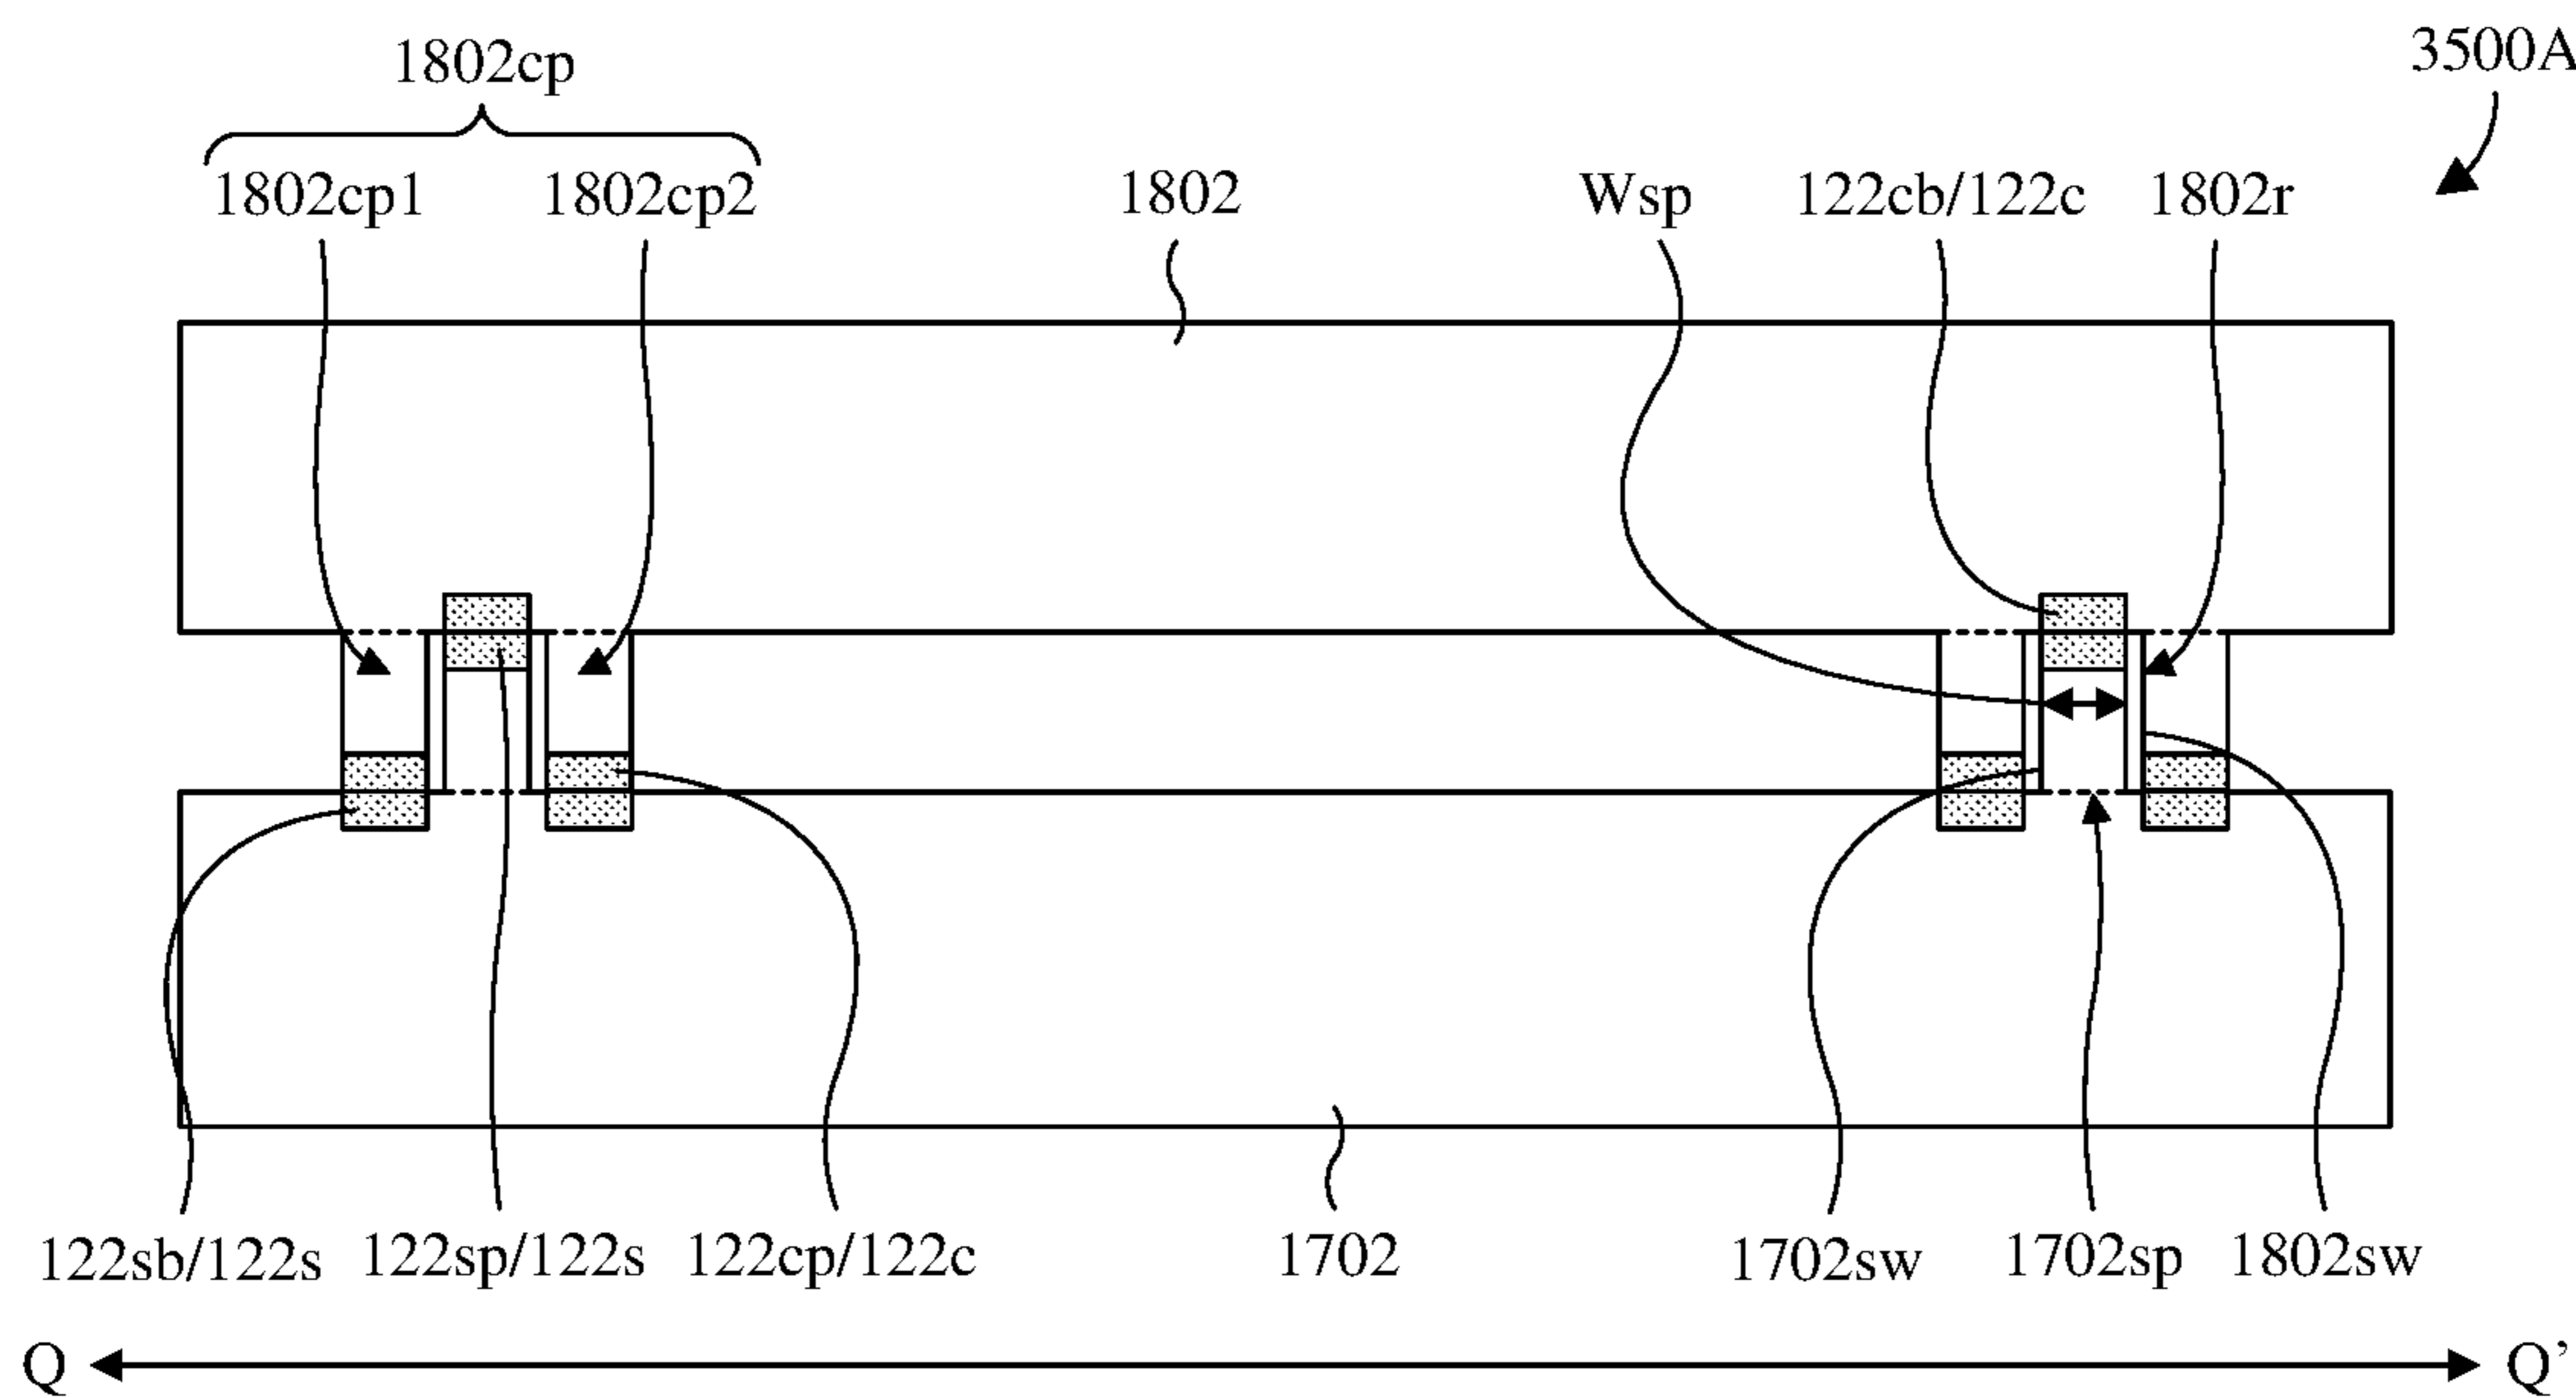 3500A
1802cp
1802cp1 1802cp2 1802 Wsp 122cb/122c 1802r
122sb/122s 122sp/122s 122cp/122c 1702 1702sw 1702sp 1802sw
Q Q’